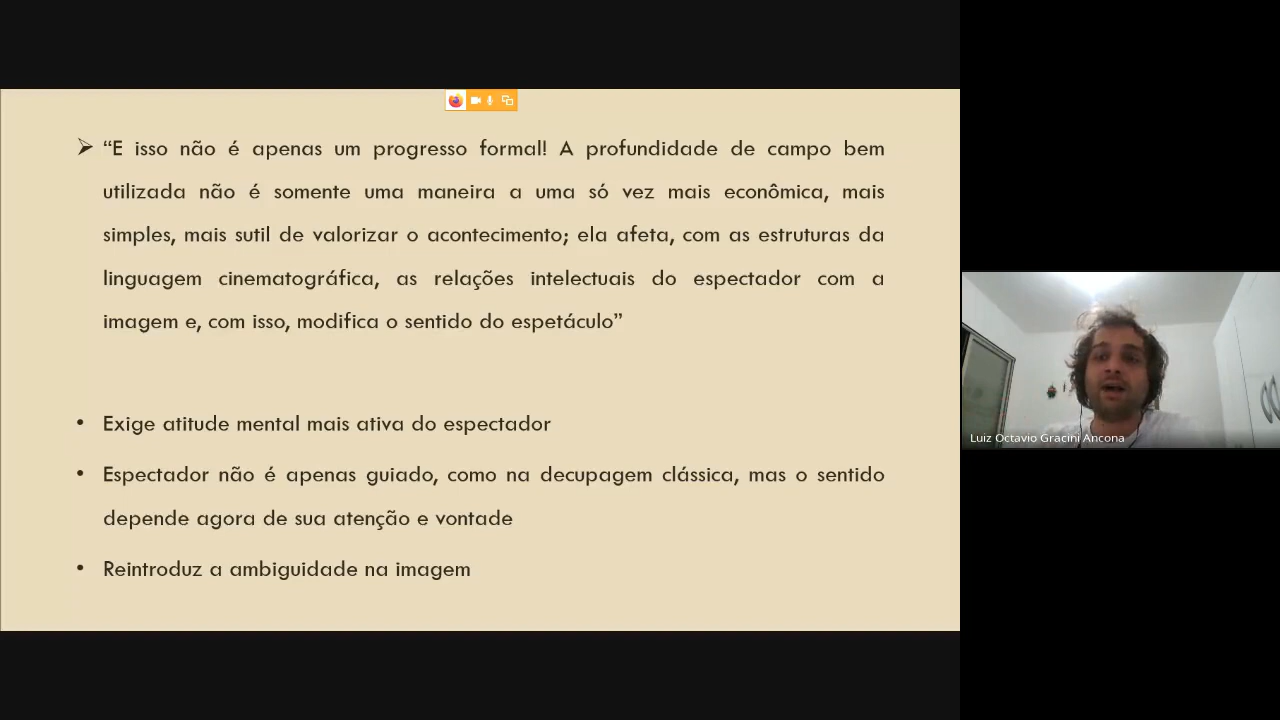 “E isso não é apenas um progresso formal! A profundidade de campo bem
utilizada não é somente uma maneira a uma só vez mais econômica, mais
simples, mais sutil de valorizar o acontecimento; ela afeta, com as estruturas da
linguagem cinematográfica, as relações intelectuais do espectador com a
imagem e, com isso, modifica o sentido do espetáculo”
• Exige atitude mental mais ativa do espectador
• Espectador não é apenas guiado, como na decupagem clássica, mas o sentido
depende agora de sua atenção e vontade
• Reintroduz a ambiguidade na imagem
Luiz Octavio Gracini Ancona